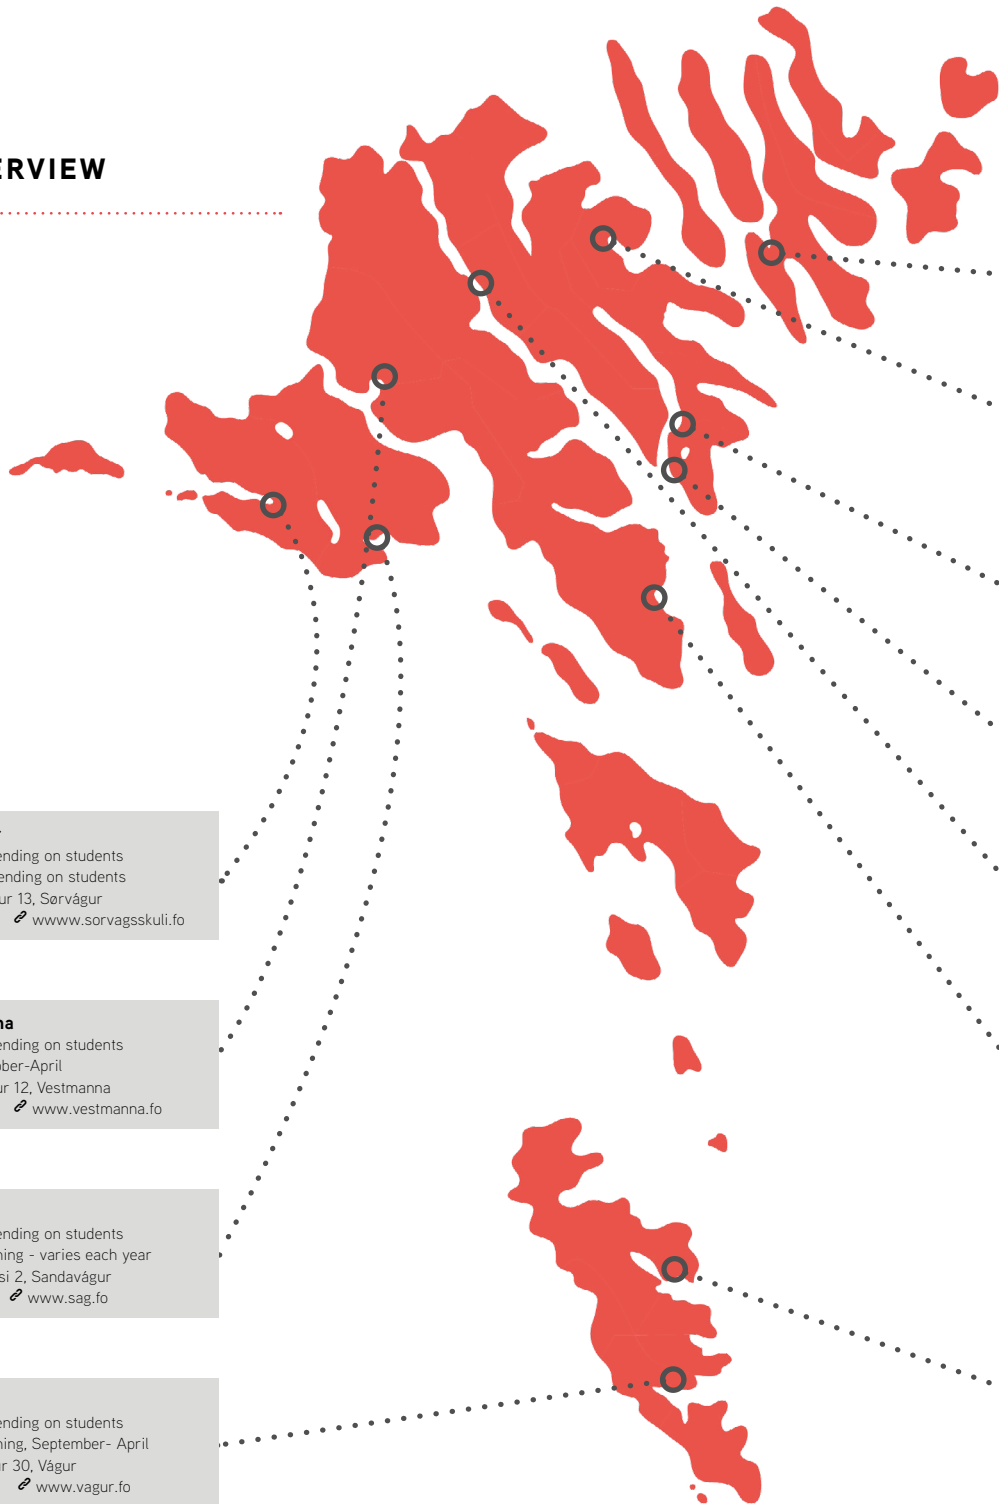 ERVIEW
ending on students
ending on students
ur 13, Sørvágur
wwww.sorvagsskuli.fo
na
ending on students
ober-April
ur 12, Vestmanna
www.vestmanna.fo
ending on students
ning - varies each year
si 2, Sandavágur
www.sag.fo
ending on students
ning, September- April
ur 30, Vágur
www.vagur.fo